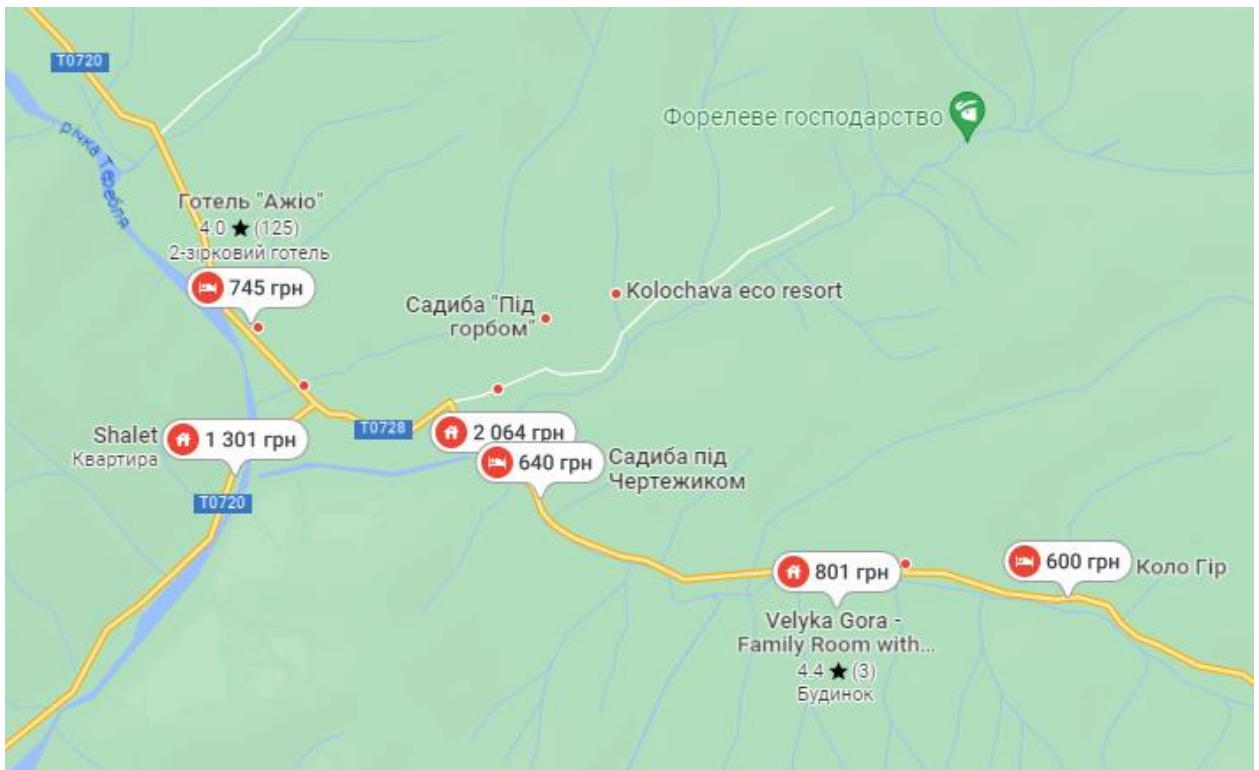 T0720
річка Теребля
Форелеве господарство
Готель "Ажіо"
4.0 ★ (125)
2-зірковий готель
745 грн
Kolochava eco resort
Садиба "Під
горбом"
T0728
2 064 грн
Shalet
Квартира
1 301 грн
640 грн
Садиба під
Чертежиком
T0720
801 грн
Velyka Gora -
Family Room with...
4.4 ★ (3)
Будинок
600 грн
Коло Гір